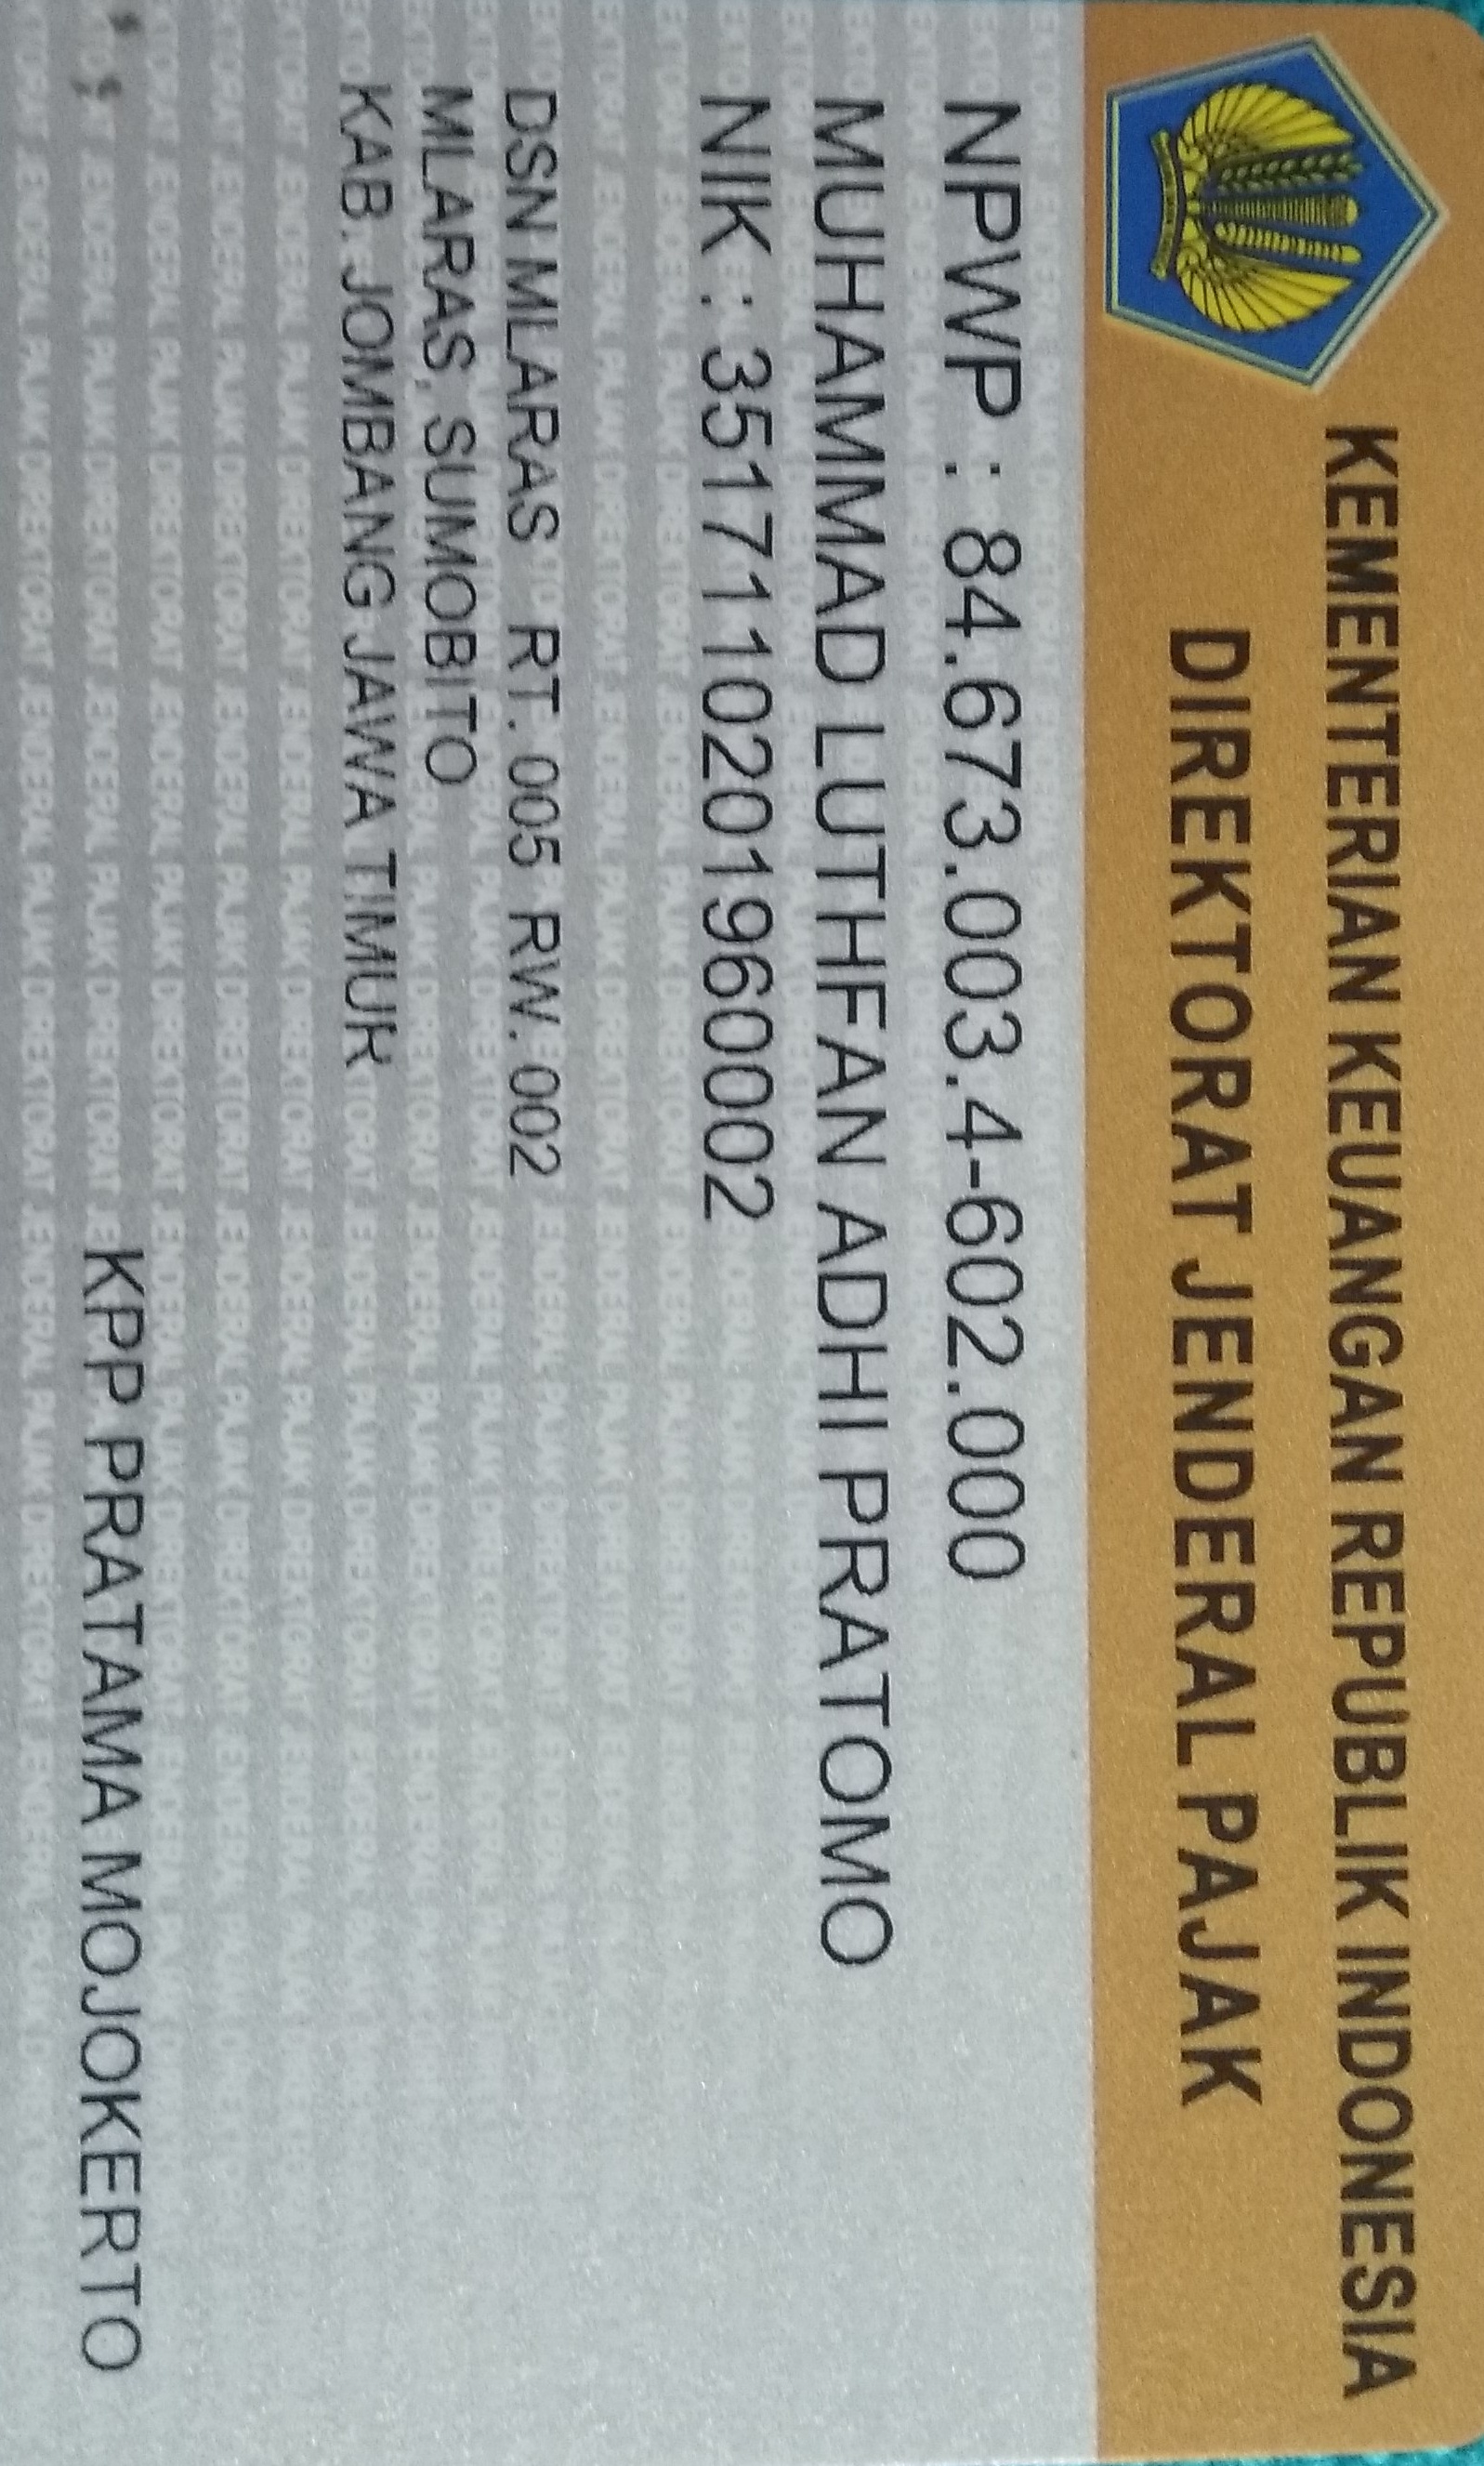 KEMENTERIAN KEUANGAN REPUBLIK INDONESIA
DIREKTORAT JENDERAL PAJAK
NPWP : 84.673.003.4-602.000
MUHAMMAD LUTHFAN ADHI PRATOMO
NIK : 3517110201960002
DSN MLARAS RT. 005 RW. 002
MLARAS, SUMOBITO
KAB. JOMBANG JAWA TIMUR
KPP PRATAMA MOJOKERTO